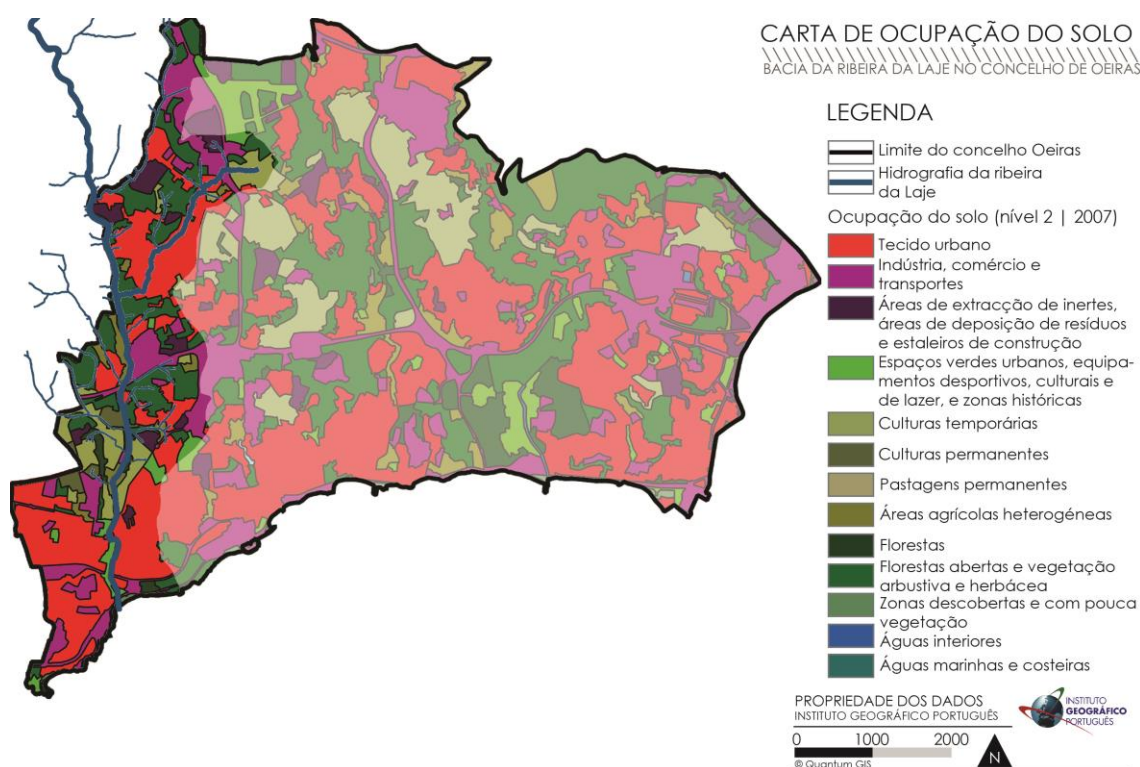 CARTA DE OCUPAÇÃO DO SOLO
BACIA DA RIBEIRA DA LAJE NO CONCELHO DE OEIRAS
LEGENDA
Limite do concelho Oeiras
Hidrografia da ribeira
da Laje
Ocupação do solo (nível 2 | 2007)
Tecido urbano
Indústria, comércio e
transportes
Áreas de extracção de inertes,
áreas de deposição de resíduos
e estaleiros de construção
Espaços verdes urbanos, equipa-
mentos desportivos, culturais e
de lazer, e zonas históricas
Culturas temporárias
Culturas permanentes
Pastagens permanentes
Áreas agrícolas heterogéneas
Florestas
Florestas abertas e vegetação
arbustiva e herbácea
Zonas descobertas e com pouca
vegetação
Águas interiores
Águas marinhas e costeiras
PROPRIEDADE DOS DADOS
INSTITUTO GEOGRÁFICO PORTUGUÊS
INSTITUTO
GEOGRÁFICO
PORTUGUÊS
0 1000 2000
© Quantum GIS
N